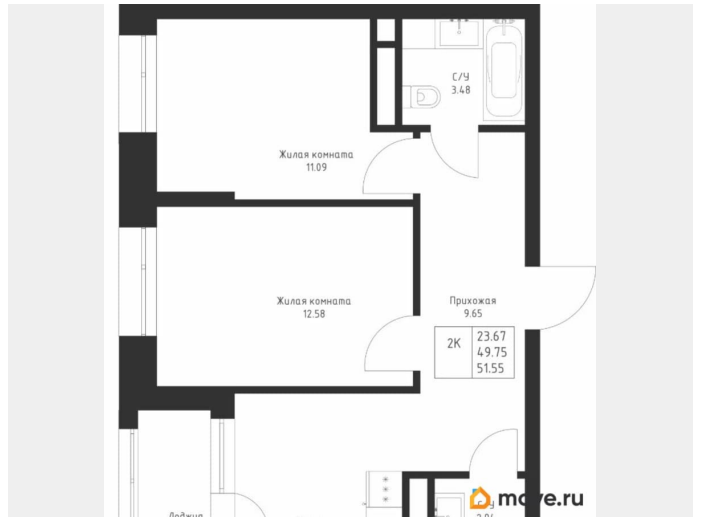 С/У
3.48
Жилая комната
11.09
Жилая комната
12.58
Прихожая
9.65
2К
23.67
49.75
51.55
move.ru
Лоджия